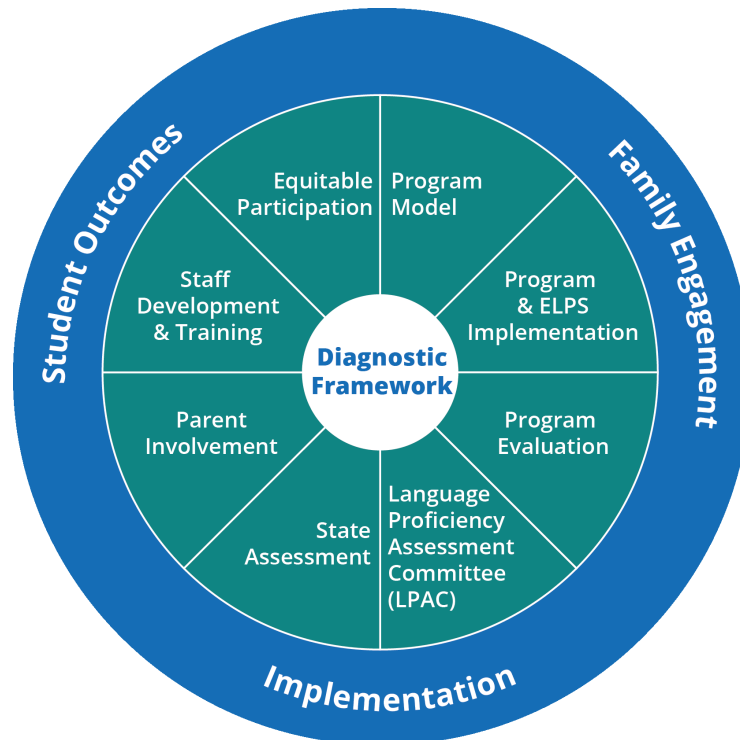 Student Outcomes
Family Engagement
Implementation
Equitable
Participation
Program
Model
Program
& ELPS
Implementation
Program
Evaluation
Language
Proficiency
Assessment
Committee
(LPAC)
State
Assessment
Parent
Involvement
Staff
Development
& Training
Diagnostic
Framework